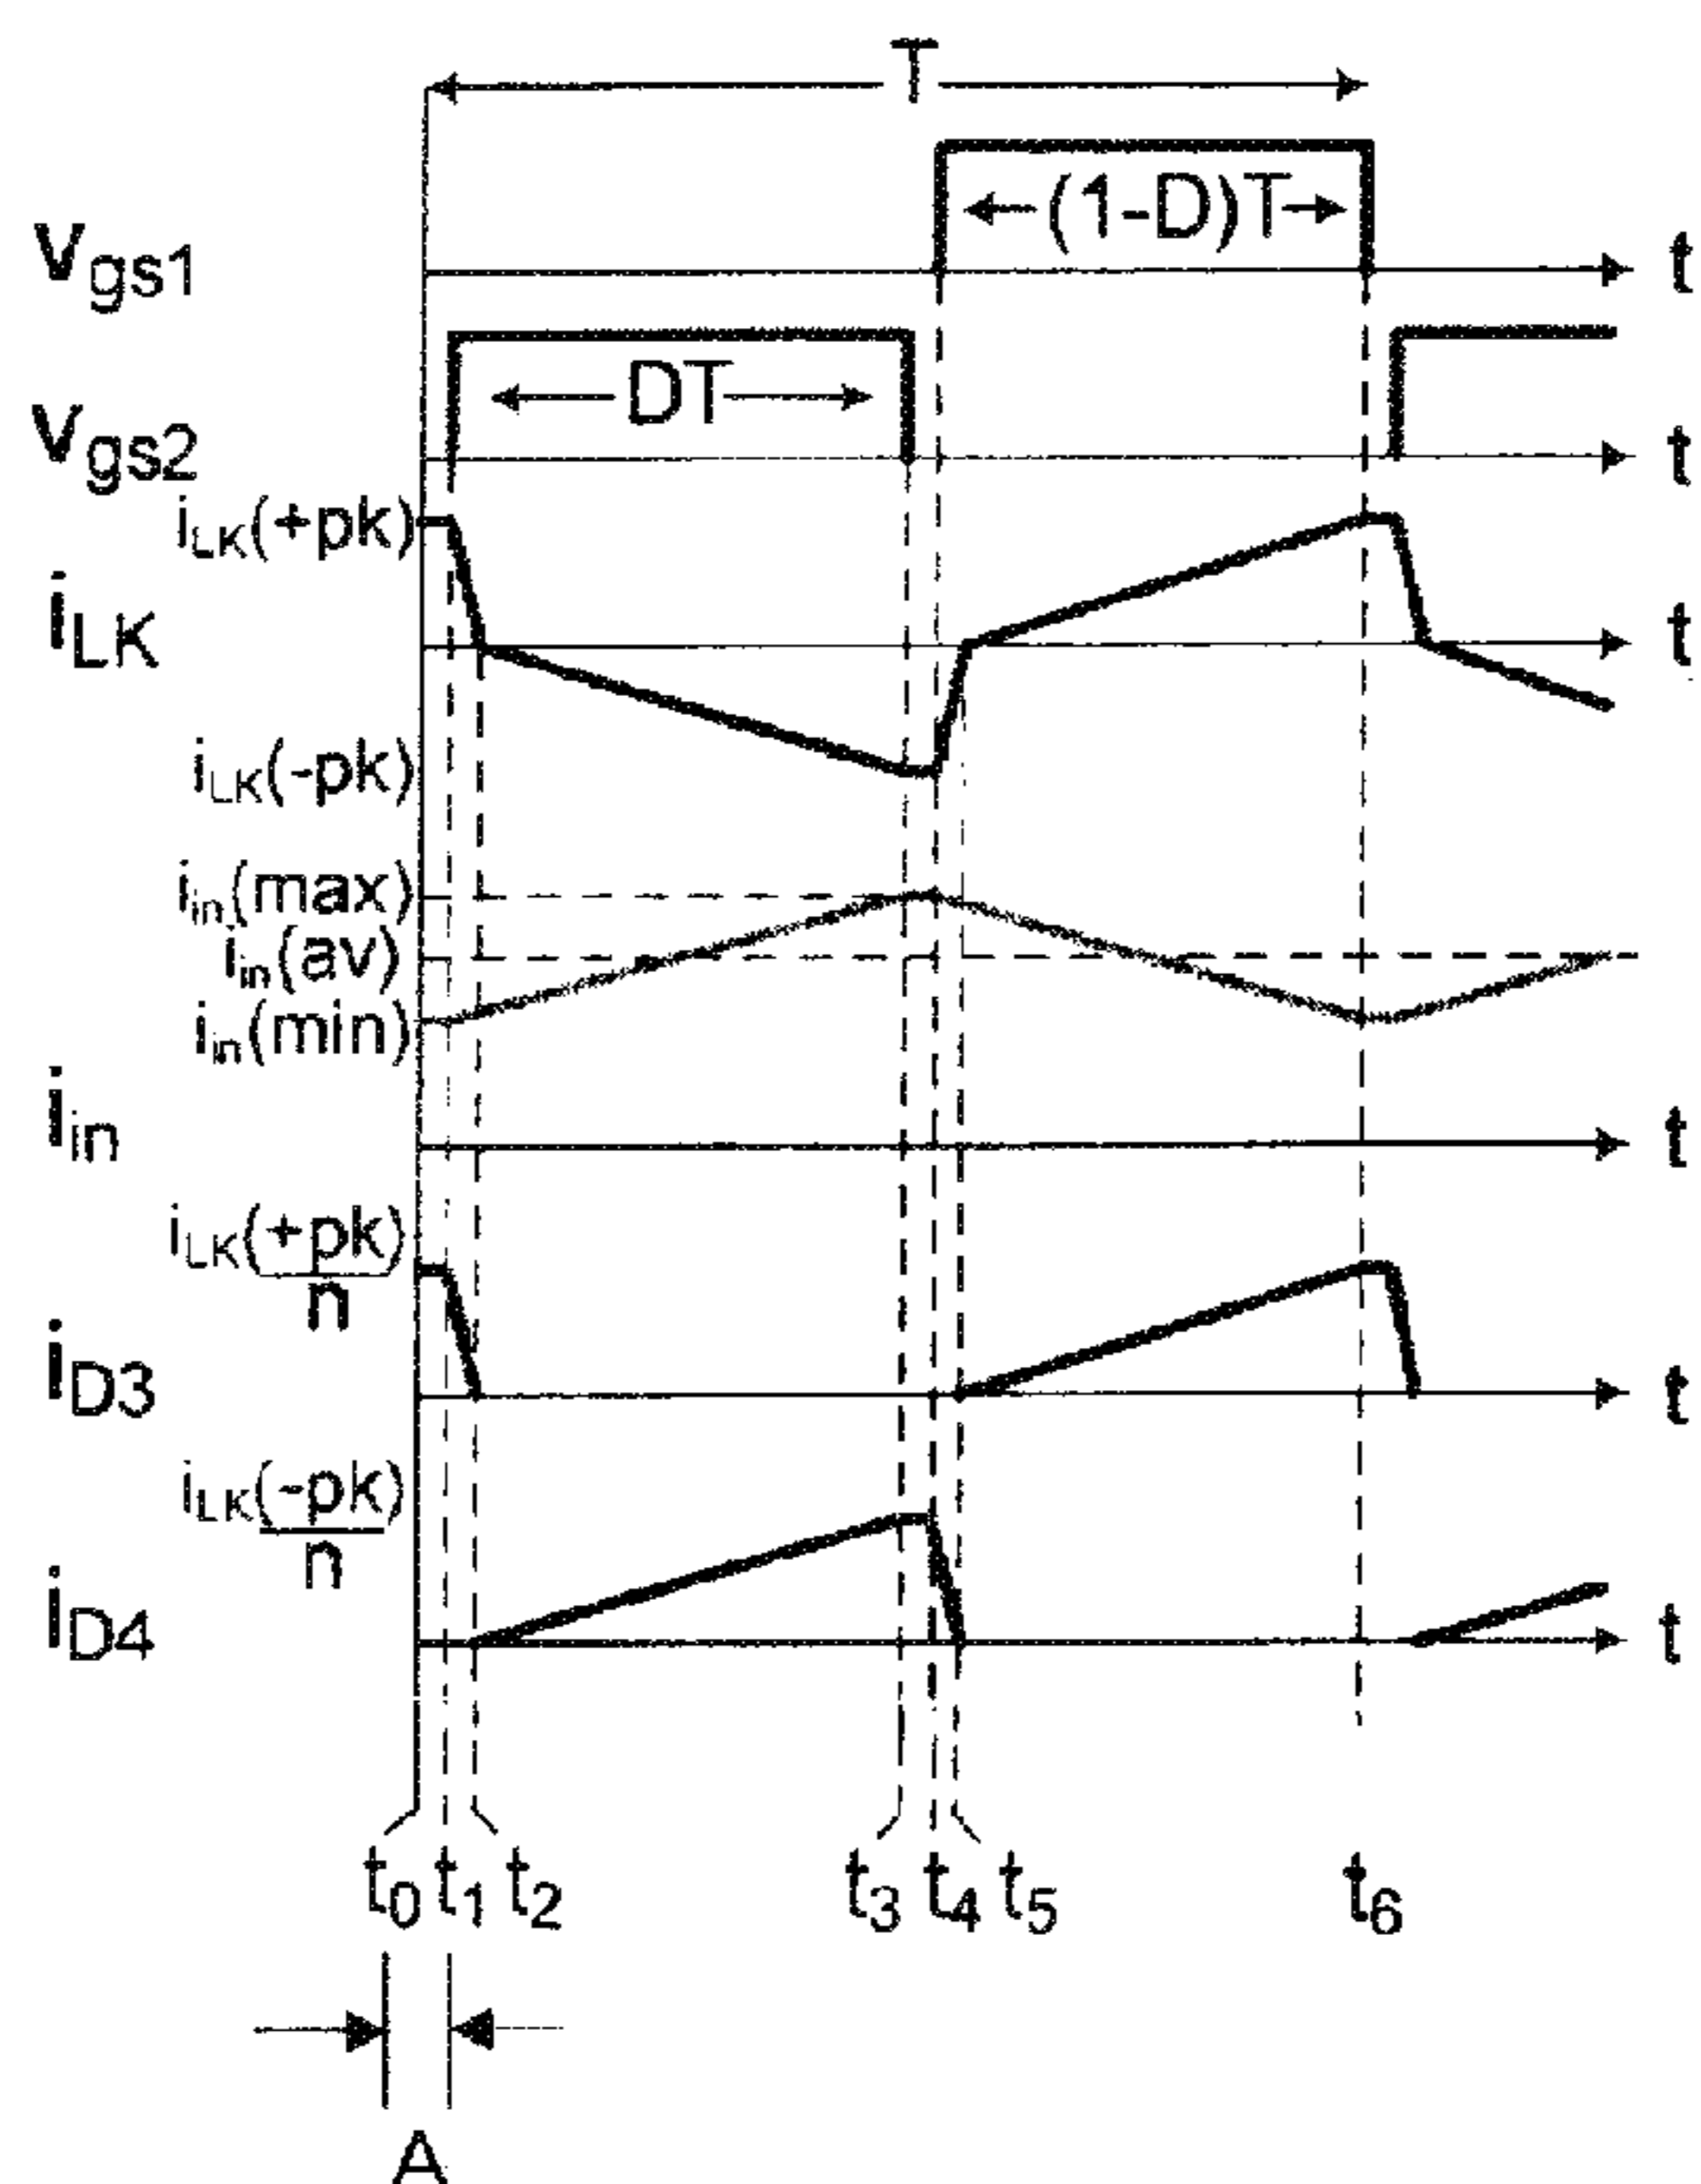 T
(1-D)T
vgs1
t
DT
vgs2
t
iLK(+pk)
iLK
t
iLK(-pk)
iin(max)
iin(av)
iin(min)
iin
t
iLK(+pk)
n
iD3
t
iLK(-pk)
n
iD4
t
t0 t1 t2 t3 t4 t5 t6
A